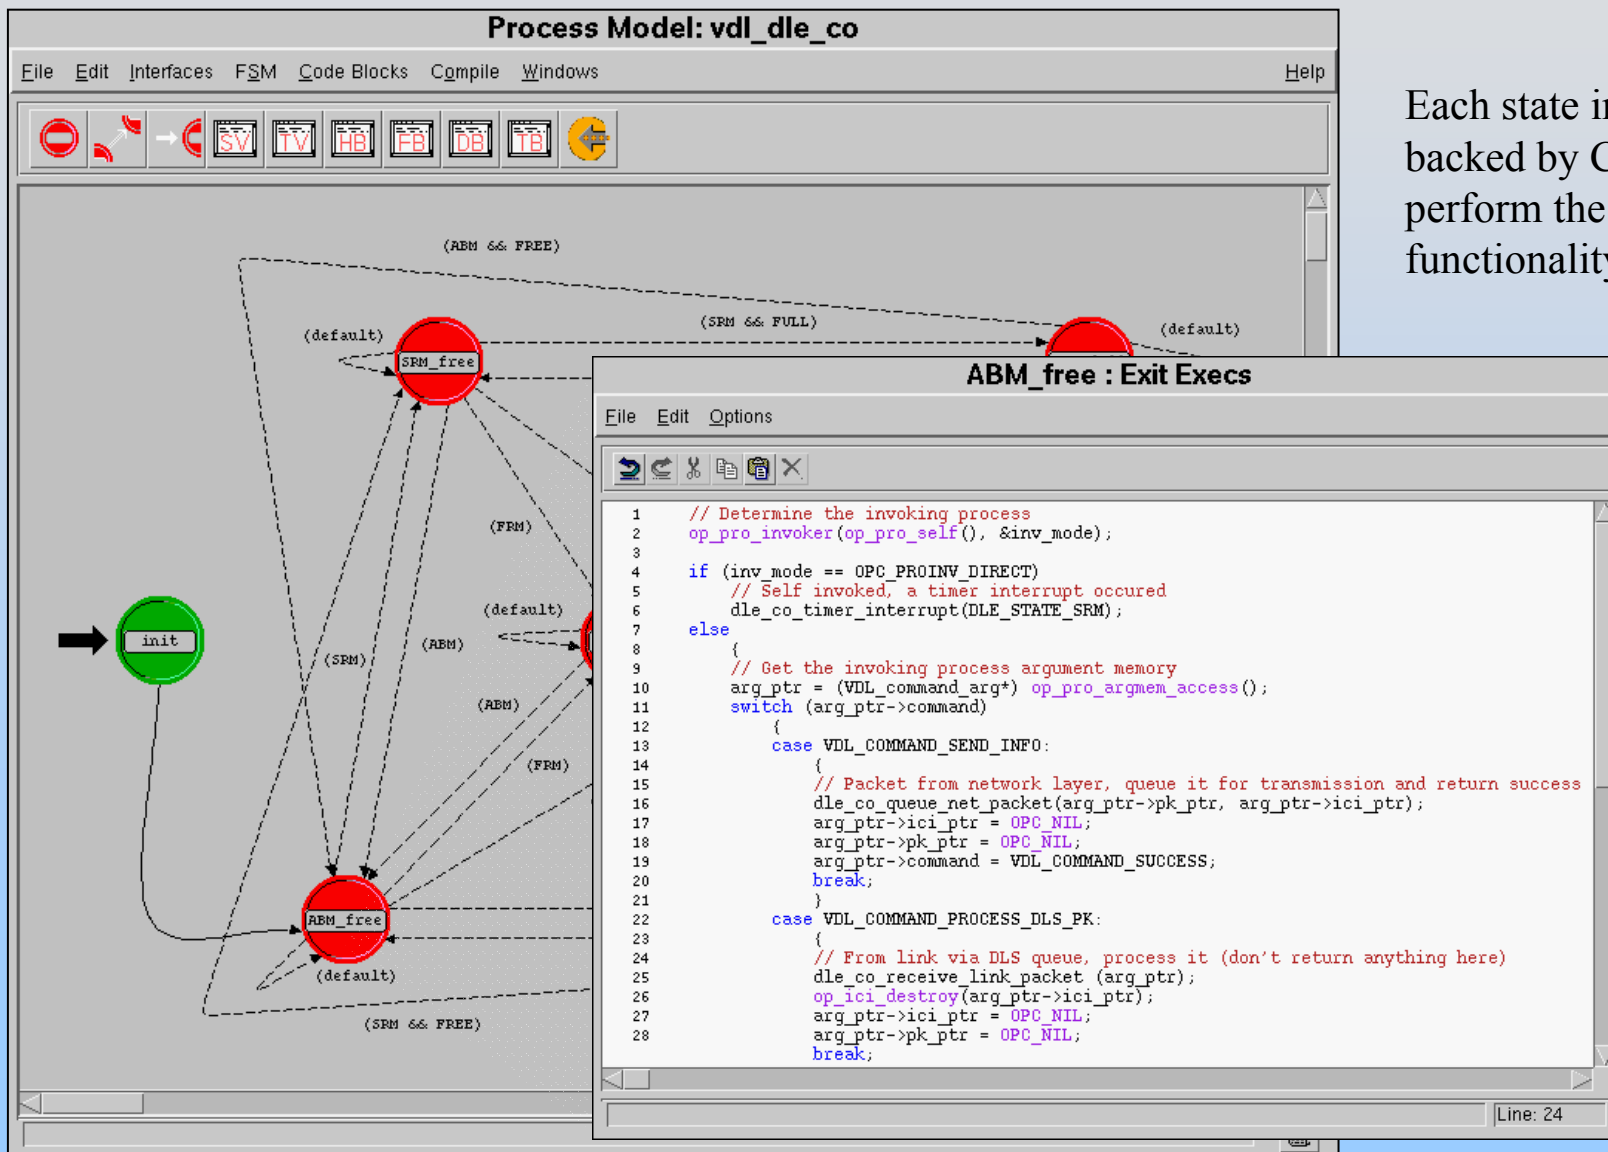 Process Model: vdl_dle_co
File Edit Interfaces FSM Code Blocks Compile Windows Help
SV TV HB FB DB TB
Each state
backed by
perform the
functionality
(ABM && FREE)
(SRM && FULL)
(default)
(default)
SRM_free
(FRM)
(default)
(ABM)
(SRM)
init
(ABM)
(FRM)
ABM_free
(default)
(SRM && FREE)
ABM_free : Exit Execs
File Edit Options
1 // Determine the invoking process
2 op_pro_invoker(op_pro_self(), &inv_mode);
3
4 if (inv_mode == OPC_PROINV_DIRECT)
5 // Self invoked, a timer interrupt occured
6 dle_co_timer_interrupt(DLE_STATE_SRM);
7 else
8 {
9 // Get the invoking process argument memory
10 arg_ptr = (VDL_command_arg*) op_pro_argmem_access();
11 switch (arg_ptr->command)
12 {
13 case VDL_COMMAND_SEND_INFO:
14 {
15 // Packet from network layer, queue it for transmission and return success
16 dle_co_queue_net_packet(arg_ptr->pk_ptr, arg_ptr->ici_ptr);
17 arg_ptr->ici_ptr = OPC_NIL;
18 arg_ptr->pk_ptr = OPC_NIL;
19 arg_ptr->command = VDL_COMMAND_SUCCESS;
20 break;
21 }
22 case VDL_COMMAND_PROCESS_DLS_PK:
23 {
24 // From link via DLS queue, process it (don't return anything here)
25 dle_co_receive_link_packet (arg_ptr);
26 op_ici_destroy(arg_ptr->ici_ptr);
27 arg_ptr->ici_ptr = OPC_NIL;
28 arg_ptr->pk_ptr = OPC_NIL;
break;
Line: 24